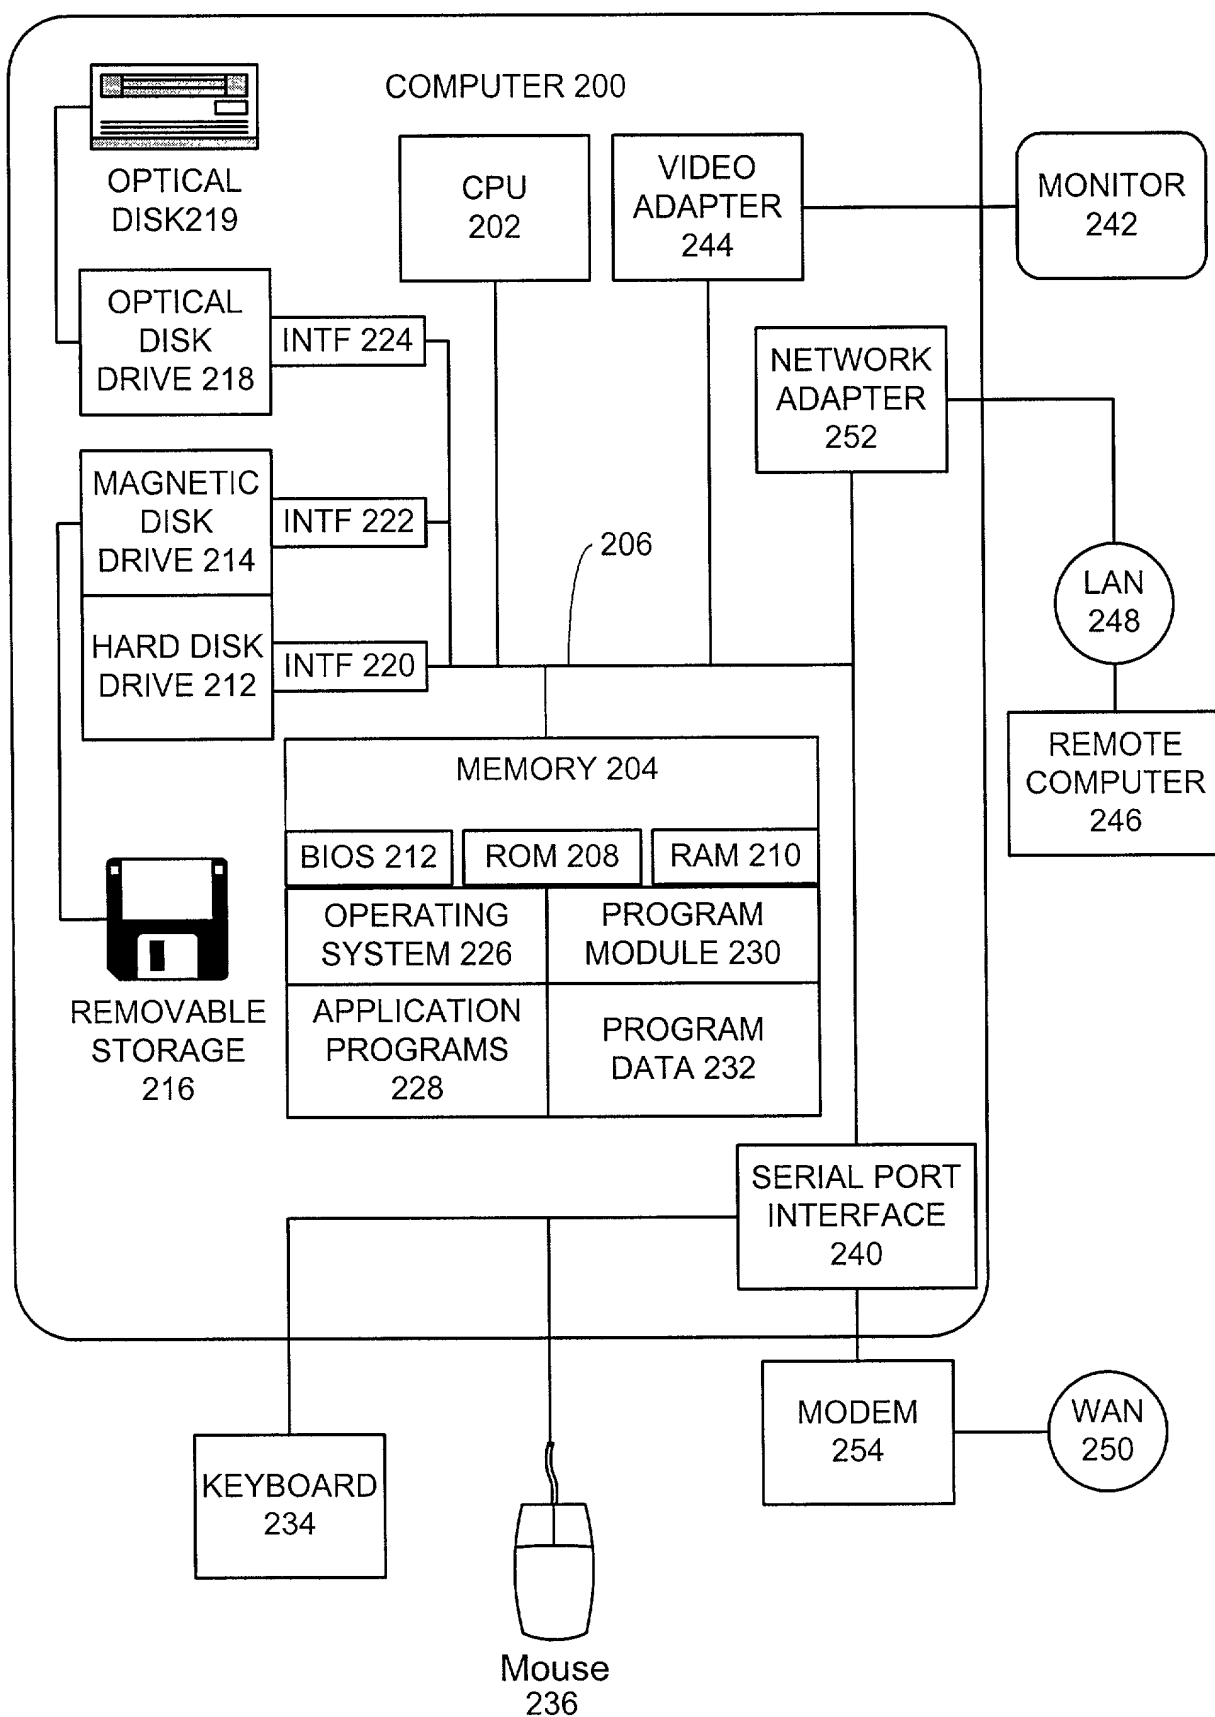 COMPUTER 200
OPTICAL
DISK219
CPU
202
VIDEO
ADAPTER
244
MONITOR
242
OPTICAL
DISK
DRIVE 218
INTF 224
NETWORK
ADAPTER
252
MAGNETIC
DISK
DRIVE 214
INTF 222
206
LAN
248
HARD DISK
DRIVE 212
INTF 220
REMOTE
COMPUTER
246
MEMORY 204
BIOS 212
ROM 208
RAM 210
OPERATING
SYSTEM 226
PROGRAM
MODULE 230
REMOVABLE
STORAGE
216
APPLICATION
PROGRAMS
228
PROGRAM
DATA 232
SERIAL PORT
INTERFACE
240
MODEM
254
WAN
250
KEYBOARD
234
Mouse
236